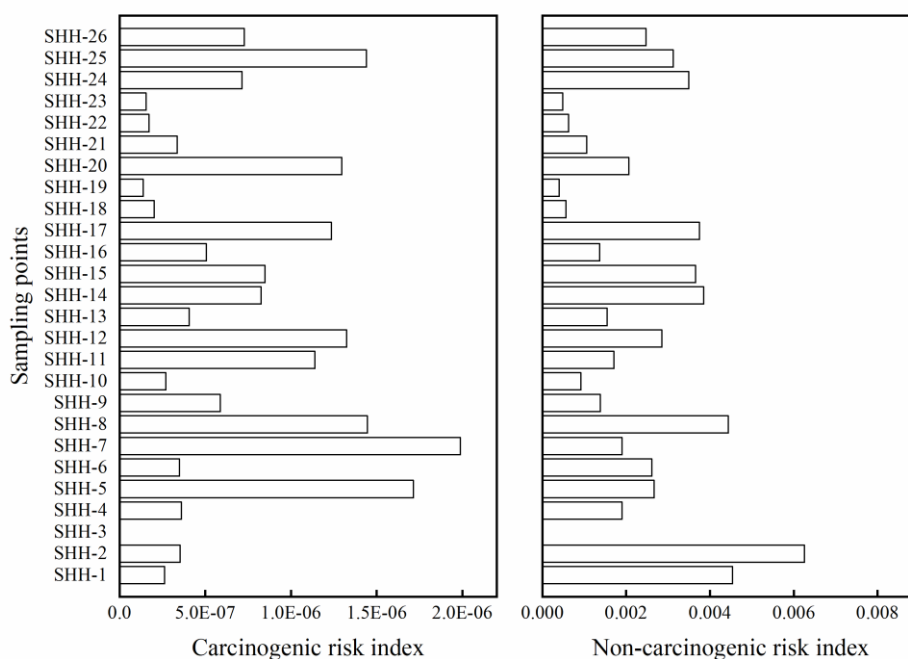 SHH-26
SHH-25
SHH-24
SHH-23
SHH-22
SHH-21
SHH-20
SHH-19
SHH-18
SHH-17
SHH-16
SHH-15
SHH-14
SHH-13
SHH-12
SHH-11
SHH-10
SHH-9
SHH-8
SHH-7
SHH-6
SHH-5
SHH-4
SHH-3
SHH-2
SHH-1
Sampling points
0.0 5.0E-07 1.0E-06 1.5E-06 2.0E-06
Carcinogenic risk index
0.000 0.002 0.004 0.006 0.008
Non-carcinogenic risk index